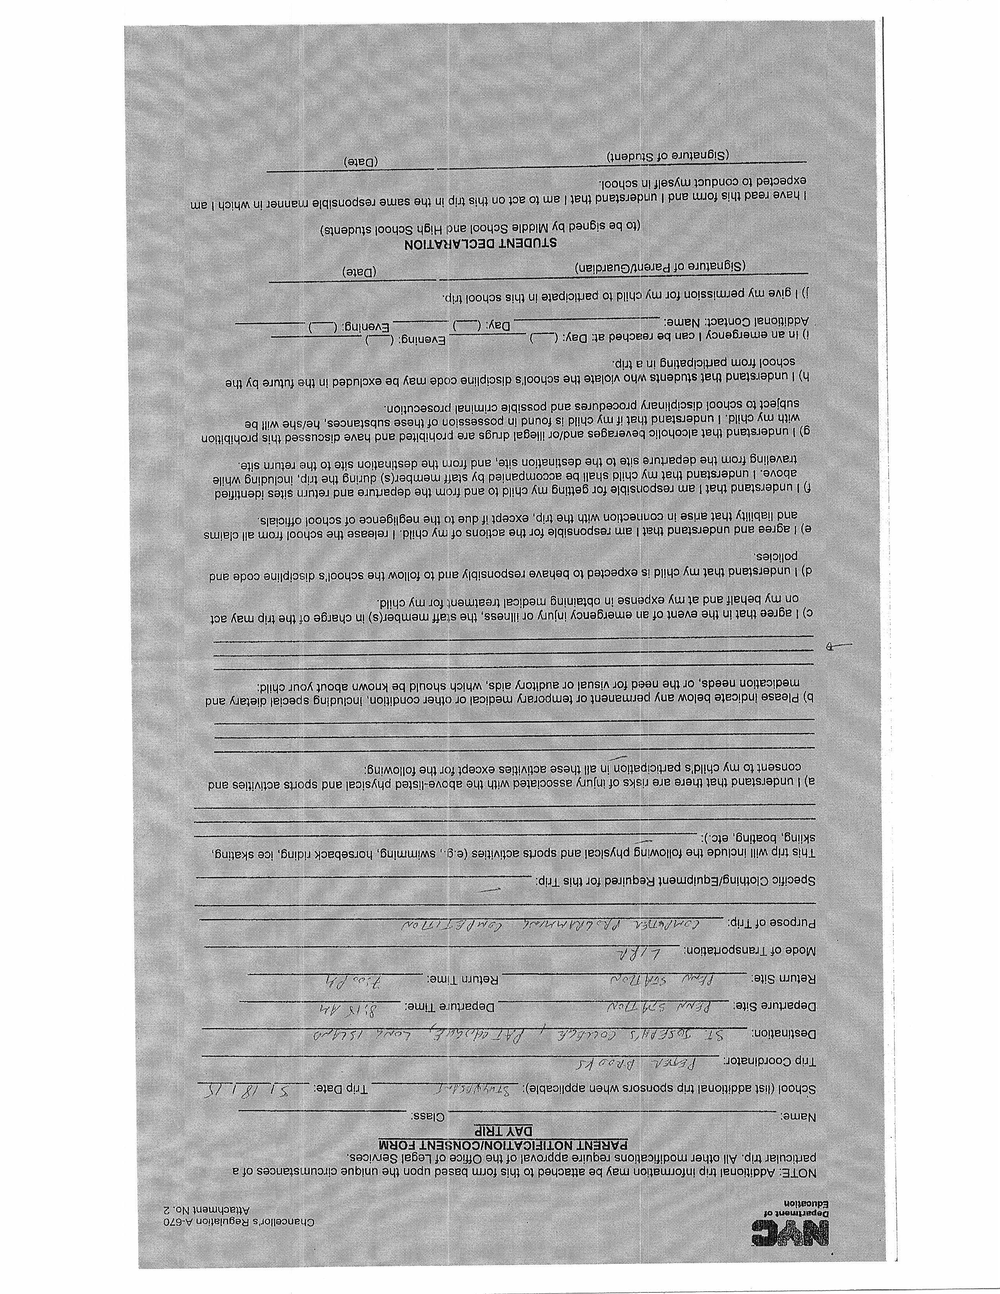 NYC
Department of
Education
Chancellor's Regulation A-670
Attachment No. 2
NOTE: Additional trip information may be attached to this form based upon the unique circumstances of a
particular trip. All other modifications require approval of the Office of Legal Services.
PARENT NOTIFICATION/CONSENT FORM
DAY TRIP
Name: Class:
School (list additional trip sponsors when applicable): STUYVESANT Trip Date: 3 / 18 / 15
Trip Coordinator: PETER BROOKS
Destination: ST. JOSEPH'S COLLEGE, PATCHOGUE, LONG ISLAND
Departure Site: PENN STATION Departure Time: 8:15 AM
Return Site: PENN STATION Return Time: 7:00 PM
Mode of Transportation: LIRR
Purpose of Trip: COMPUTER PROGRAMMING COMPETITION
Specific Clothing/Equipment Required for this Trip: —
This trip will include the following physical and sports activities (e.g., swimming, horseback riding, ice skating,
skiing, boating, etc.): —
a) I understand that there are risks of injury associated with the above-listed physical and sports activities and
consent to my child's participation in all these activities except for the following:
b) Please indicate below any permanent or temporary medical or other condition, including special dietary and
medication needs, or the need for visual or auditory aids, which should be known about your child:
c) I agree that in the event of an emergency injury or illness, the staff member(s) in charge of the trip may act
on my behalf and at my expense in obtaining medical treatment for my child.
d) I understand that my child is expected to behave responsibly and to follow the school's discipline code and
policies.
e) I agree and understand that I am responsible for the actions of my child. I release the school from all claims
and liability that arise in connection with the trip, except if due to the negligence of school officials
f) I understand that I am responsible for getting my child to and from the departure and return sites identified
above. I understand that my child shall be accompanied by staff member(s) during the trip, including while
traveling from the departure site to the destination site, and from the destination site to the return site.
g) I understand that alcoholic beverages and/or illegal drugs are prohibited and have discussed this prohibition
with my child. I understand that if my child is found in possession of these substances, he/she will be
subject to school disciplinary procedures and possible criminal prosecution.
h) I understand that students who violate the school's discipline code may be excluded in the future by the
school from participating in a trip.
i) In an emergency I can be reached at: Day: (___) Evening: (___)
Additional Contact: Name: Day: (___) Evening: (___)
j) I give my permission for my child to participate in this school trip.
(Signature of Parent/Guardian) (Date)
STUDENT DECLARATION
(to be signed by Middle School and High School students)
I have read this form and I understand that I am to act on this trip in the same responsible manner in which I am
expected to conduct myself in school.
(Signature of Student) (Date)